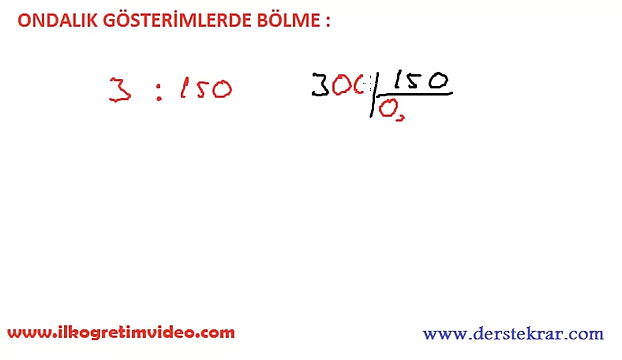 ONDALIK GÖSTERİMLERDE BÖLME :
3 : 150
300 150
0,
www.ilkogretimvideo.com
www.derstekrar.com